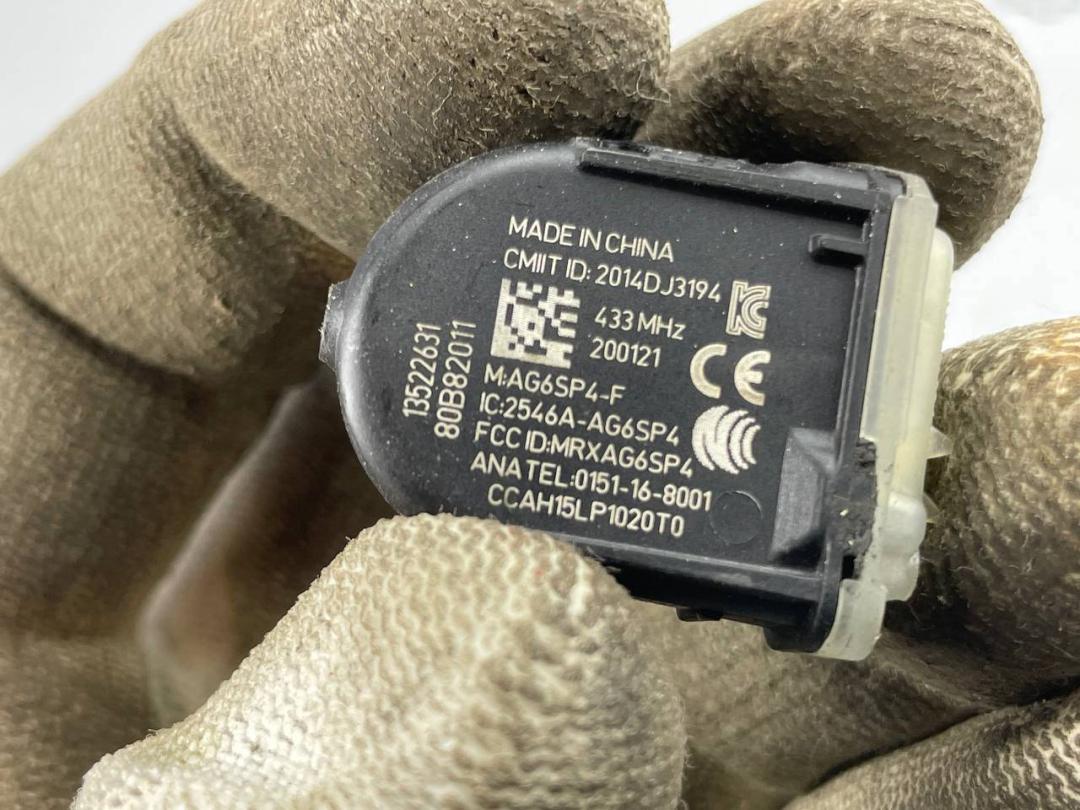 MADE IN CHINA
CMIIT ID: 2014DJ3194
433 MHz
200121
CE
M:AG6SP4-F
IC:2546A-AG6SP4
FCC ID:MRXAG6SP4
ANATEL:0151-16-8001
CCAH15LP1020T0
13522631
80B82011